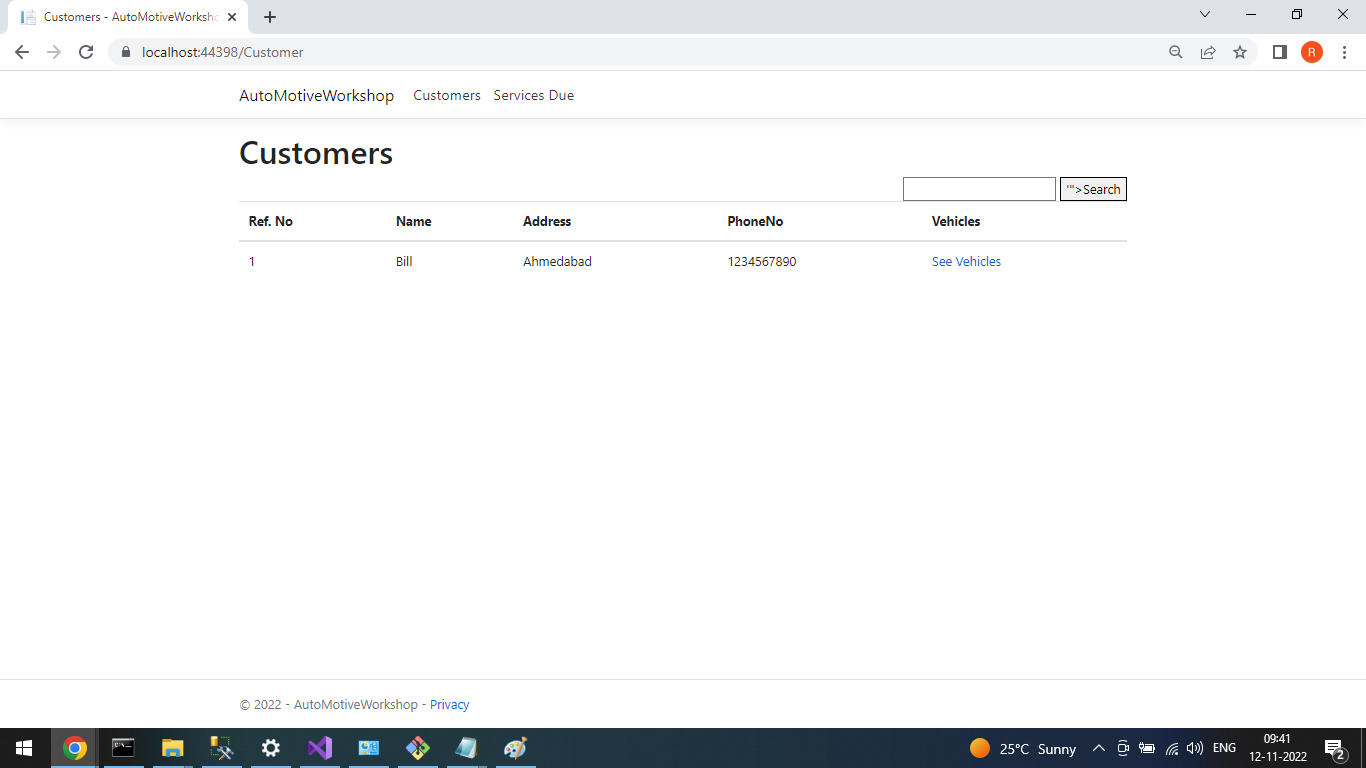 Customers - AutoMotiveWorksho
localhost:44398/Customer
R
AutoMotiveWorkshop Customers Services Due
Customers
'">Search
Ref. No Name Address PhoneNo Vehicles
1 Bill Ahmedabad 1234567890 See Vehicles
© 2022 - AutoMotiveWorkshop - Privacy
25°C Sunny ENG 09:41
12-11-2022 2